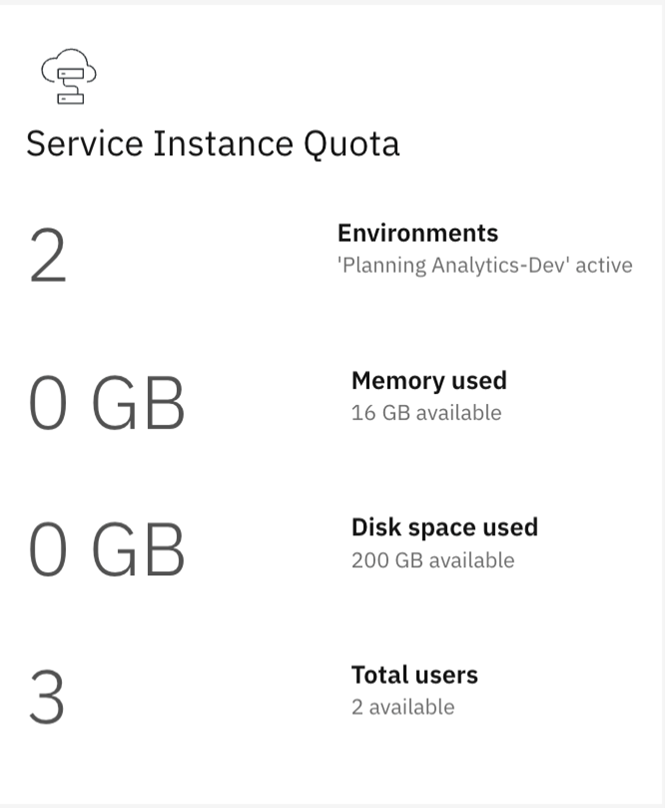 Service Instance Quota
2
Environments
'Planning Analytics-Dev' active
0 GB
Memory used
16 GB available
0 GB
Disk space used
200 GB available
3
Total users
2 available